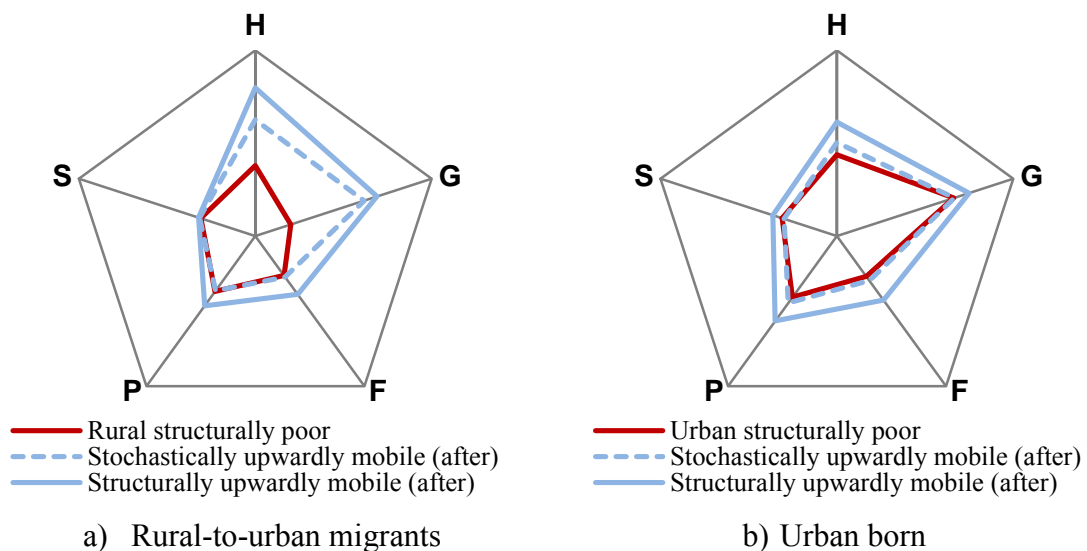 H
S
G
P
F
Rural structurally poor
Stochastically upwardly mobile (after)
Structurally upwardly mobile (after)
a) Rural-to-urban migrants
H
S
G
P
F
Urban structurally poor
Stochastically upwardly mobile (after)
Structurally upwardly mobile (after)
b) Urban born